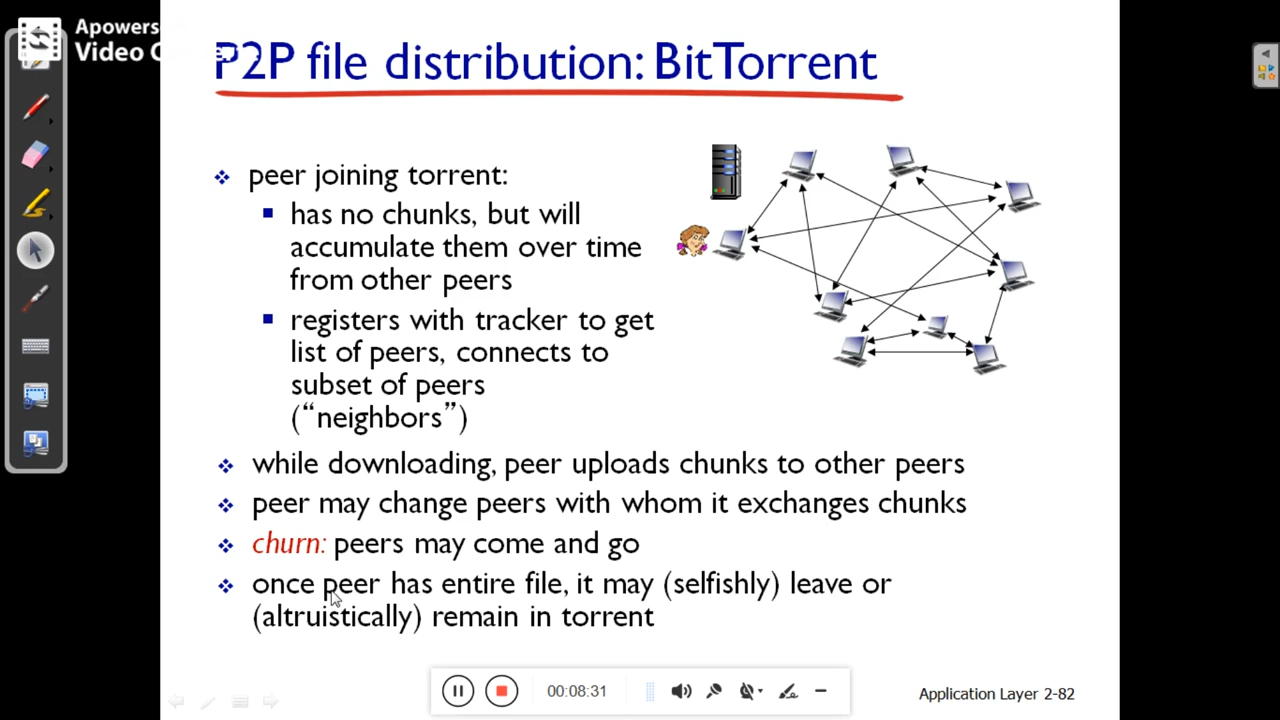 Apowers
Video C
P2P file distribution: BitTorrent
peer joining torrent:
has no chunks, but will
accumulate them over time
from other peers
registers with tracker to get
list of peers, connects to
subset of peers
(“neighbors”)
while downloading, peer uploads chunks to other peers
peer may change peers with whom it exchanges chunks
churn: peers may come and go
once peer has entire file, it may (selfishly) leave or
(altruistically) remain in torrent
00:08:31
Application Layer 2-82